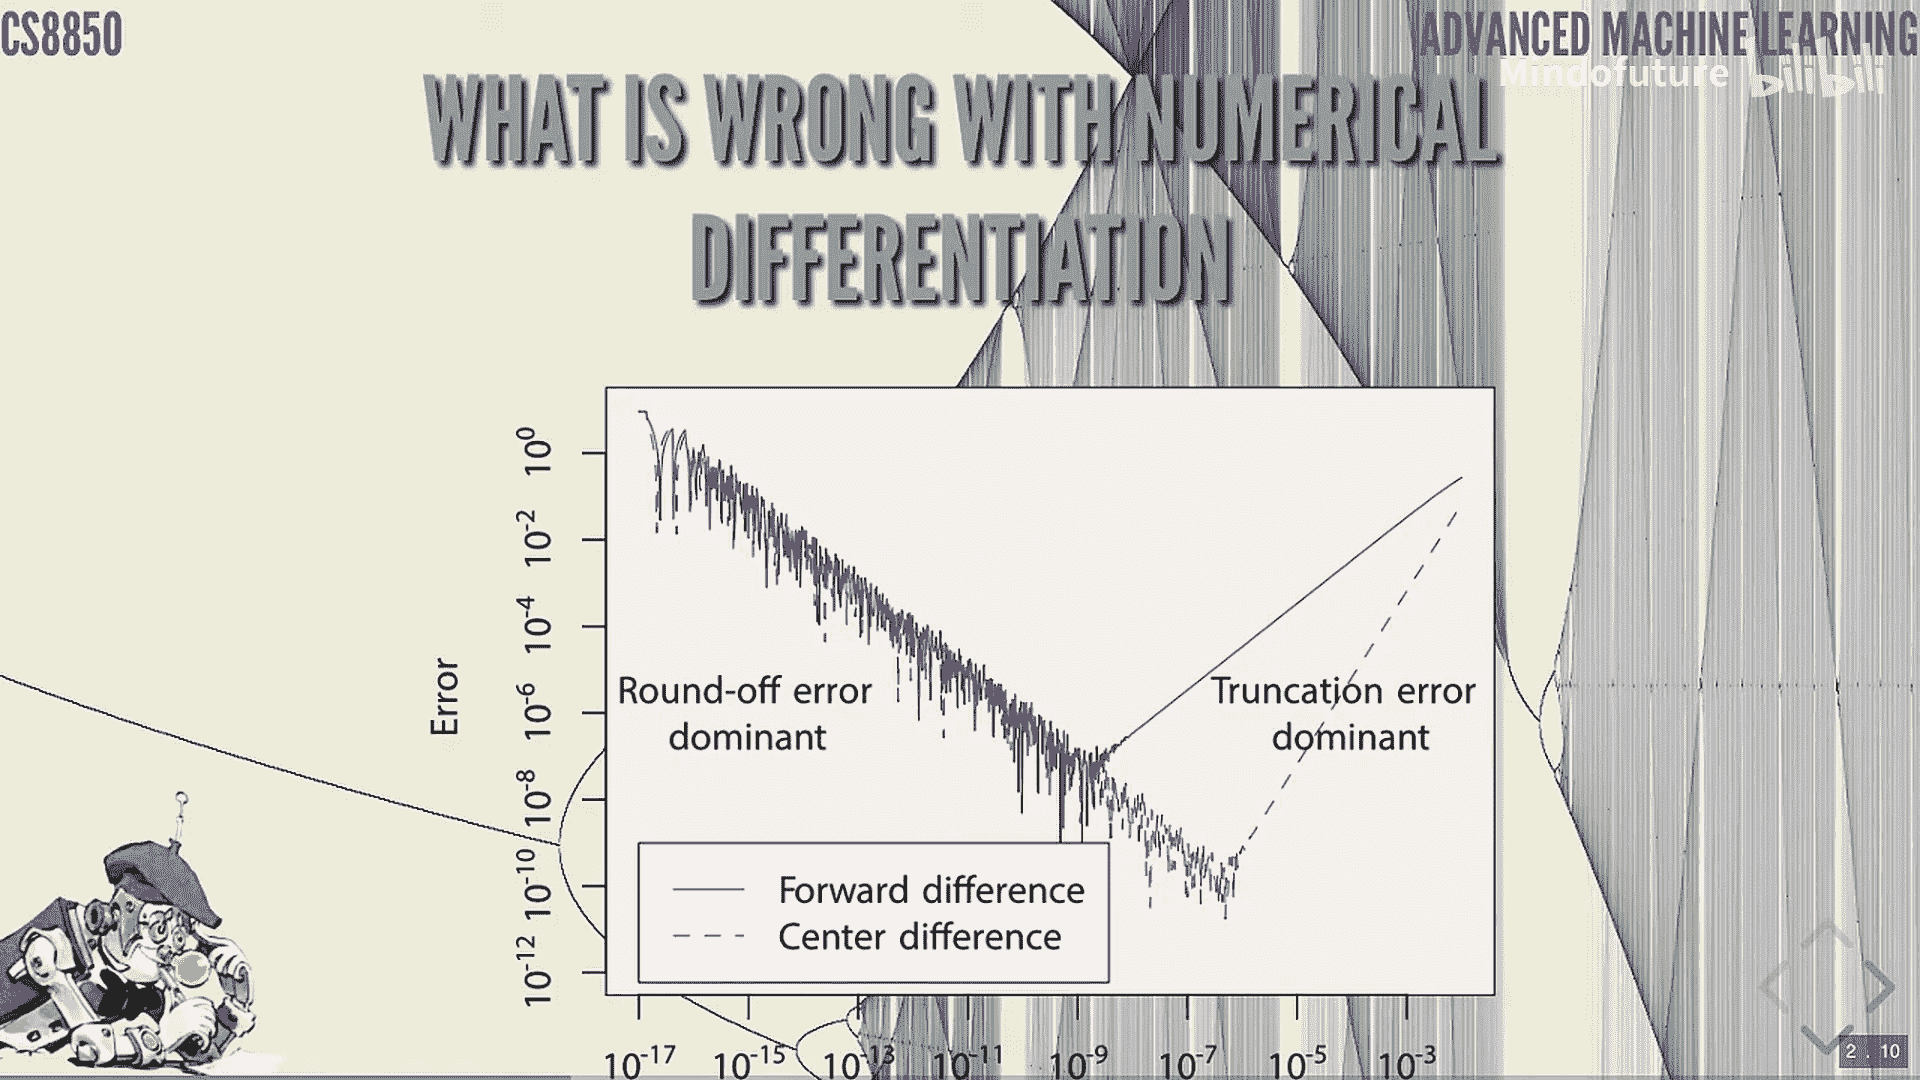 CS8850
ADVANCED MACHINE LEARNING
Mindofuture bilibili
WHAT IS WRONG WITH NUMERICAL
DIFFERENTIATION
Error
10⁰
10⁻²
10⁻⁴
10⁻⁶
10⁻⁸
10⁻¹⁰
10⁻¹²
Round-off error
dominant
Truncation error
dominant
Forward difference
Center difference
10⁻¹⁷ 10⁻¹⁵ 10⁻¹³ 10⁻¹¹ 10⁻⁹ 10⁻⁷ 10⁻⁵ 10⁻³
2 . 10